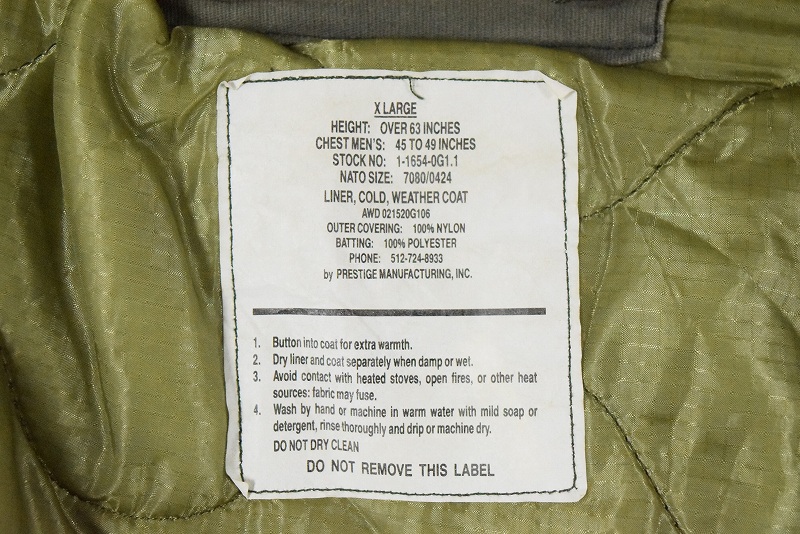 X LARGE
HEIGHT: OVER 63 INCHES
CHEST MEN'S: 45 TO 49 INCHES
STOCK NO: 1-1654-0G1.1
NATO SIZE: 7080/0424
LINER, COLD, WEATHER COAT
AWD 021520G106
OUTER COVERING: 100% NYLON
BATTING: 100% POLYESTER
PHONE: 512-724-8933
by PRESTIGE MANUFACTURING, INC.
1. Button into coat for extra warmth.
2. Dry liner and coat separately when damp or wet.
3. Avoid contact with heated stoves, open fires, or other heat
sources: fabric may fuse.
4. Wash by hand or machine in warm water with mild soap or
detergent, rinse thoroughly and drip or machine dry.
DO NOT DRY CLEAN
DO NOT REMOVE THIS LABEL